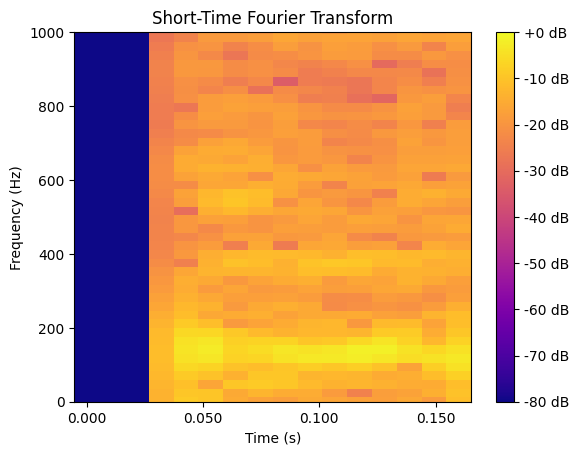 Short-Time Fourier Transform
1000
800
600
400
200
0
Frequency (Hz)
0.000
0.050
0.100
0.150
Time (s)
+0 dB
-10 dB
-20 dB
-30 dB
-40 dB
-50 dB
-60 dB
-70 dB
-80 dB